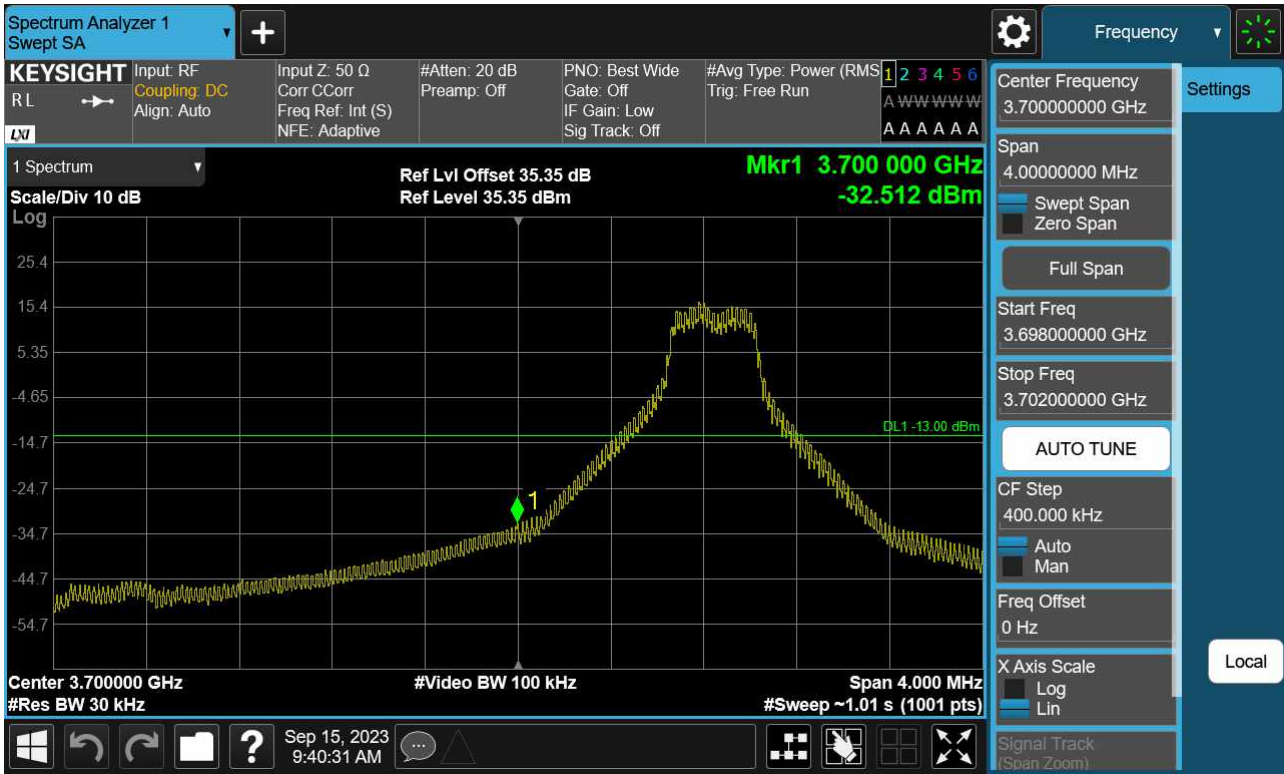 Spectrum Analyzer 1
Swept SA
+
Frequency
KEYSIGHT
R L
LXI
Input: RF
Coupling: DC
Align: Auto
Input Z: 50 Ω
Corr CCorr
Freq Ref: Int (S)
NFE: Adaptive
#Atten: 20 dB
Preamp: Off
PNO: Best Wide
Gate: Off
IF Gain: Low
Sig Track: Off
#Avg Type: Power (RMS
Trig: Free Run
1 2 3 4 5 6
A W W W W W
A A A A A A
1 Spectrum
Scale/Div 10 dB
Log
Ref Lvl Offset 35.35 dB
Ref Level 35.35 dBm
Mkr1 3.700 000 GHz
-32.512 dBm
25.4
15.4
5.35
-4.65
-14.7
-24.7
-34.7
-44.7
-54.7
DL1 -13.00 dBm
1
Center 3.700000 GHz
#Res BW 30 kHz
#Video BW 100 kHz
Span 4.000 MHz
#Sweep ~1.01 s (1001 pts)
Center Frequency
3.700000000 GHz
Span
4.00000000 MHz
Swept Span
Zero Span
Full Span
Start Freq
3.698000000 GHz
Stop Freq
3.702000000 GHz
AUTO TUNE
CF Step
400.000 kHz
Auto
Man
Freq Offset
0 Hz
X Axis Scale
Log
Lin
Signal Track
(Span Zoom)
Settings
Local
?
Sep 15, 2023
9:40:31 AM